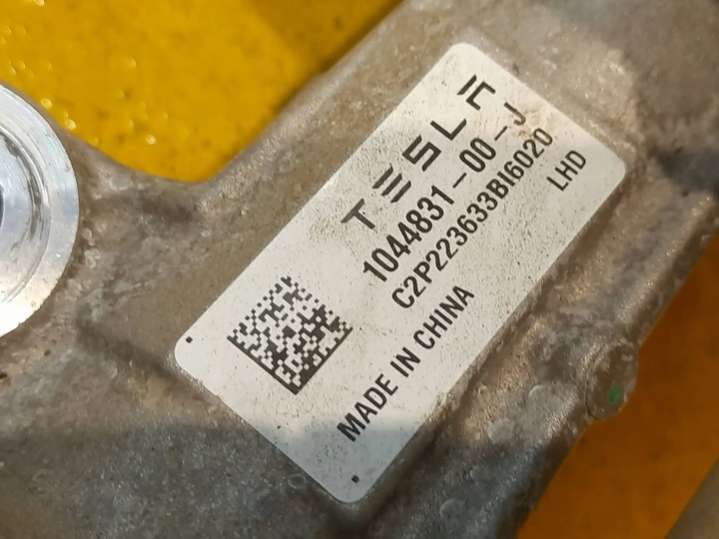 TESLA
1044831-00-J
C2P223633BI6020
LHD
MADE IN CHINA